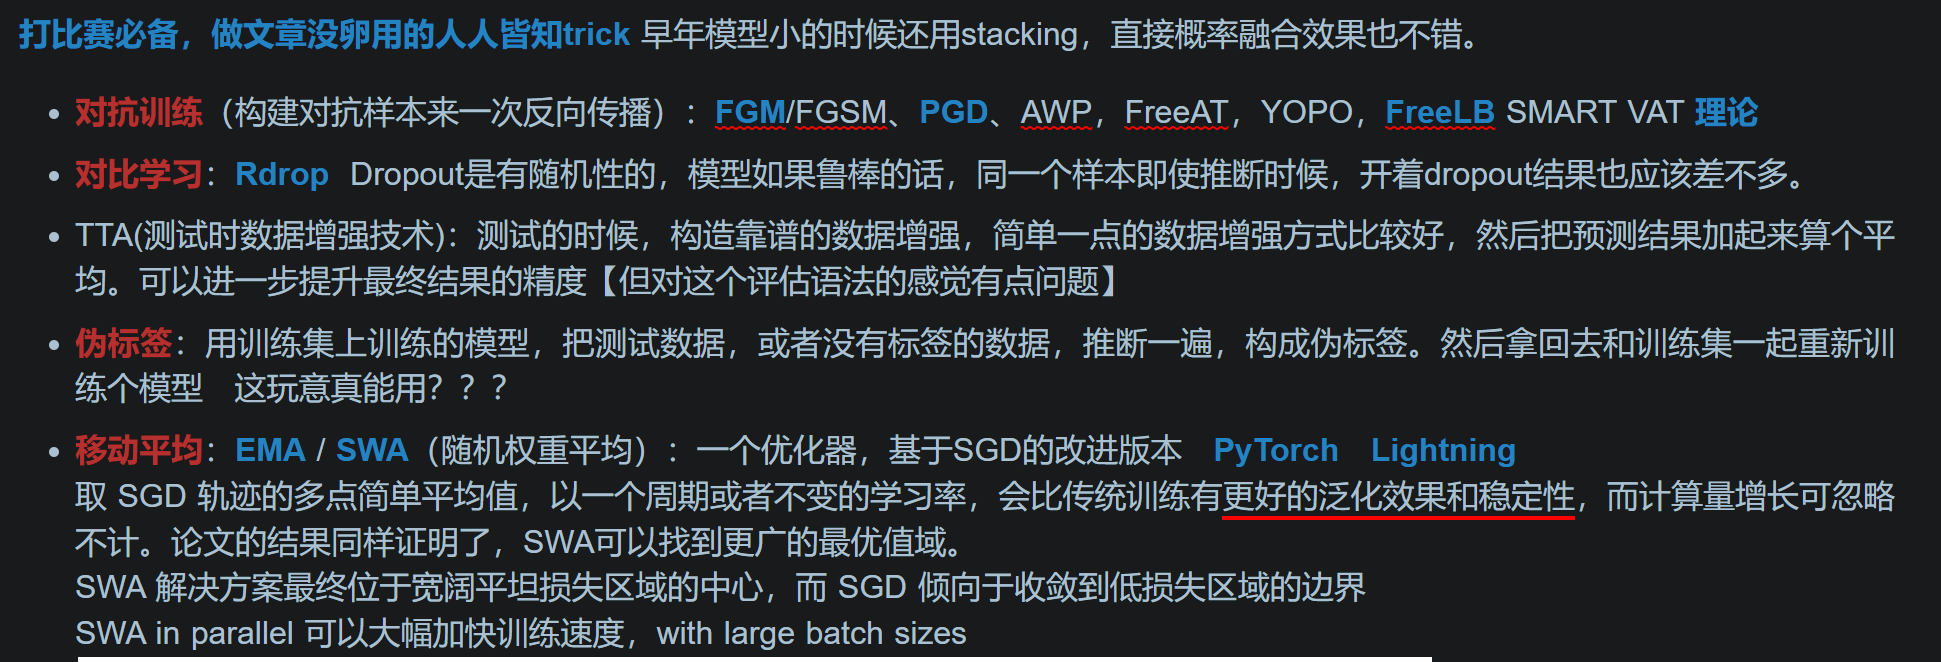 打比赛必备，做文章没卵用的人人皆知trick 早年模型小的时候还用stacking，直接概率融合效果也不错。
• 对抗训练（构建对抗样本来一次反向传播）：FGM/FGSM、PGD、AWP，FreeAT，YOPO，FreeLB SMART VAT 理论
• 对比学习：Rdrop Dropout是有随机性的，模型如果鲁棒的话，同一个样本即使推断时候，开着dropout结果也应该差不多。
• TTA(测试时数据增强技术)：测试的时候，构造靠谱的数据增强，简单一点的数据增强方式比较好，然后把预测结果加起来算个平
均。可以进一步提升最终结果的精度【但对这个评估语法的感觉有点问题】
• 伪标签：用训练集上训练的模型，把测试数据，或者没有标签的数据，推断一遍，构成伪标签。然后拿回去和训练集一起重新训
练个模型 这玩意真能用？？？
• 移动平均：EMA / SWA（随机权重平均）：一个优化器，基于SGD的改进版本 PyTorch Lightning
取 SGD 轨迹的多点简单平均值，以一个周期或者不变的学习率，会比传统训练有更好的泛化效果和稳定性，而计算量增长可忽略
不计。论文的结果同样证明了，SWA可以找到更广的最优值域。
SWA 解决方案最终位于宽阔平坦损失区域的中心，而 SGD 倾向于收敛到低损失区域的边界
SWA in parallel 可以大幅加快训练速度，with large batch sizes